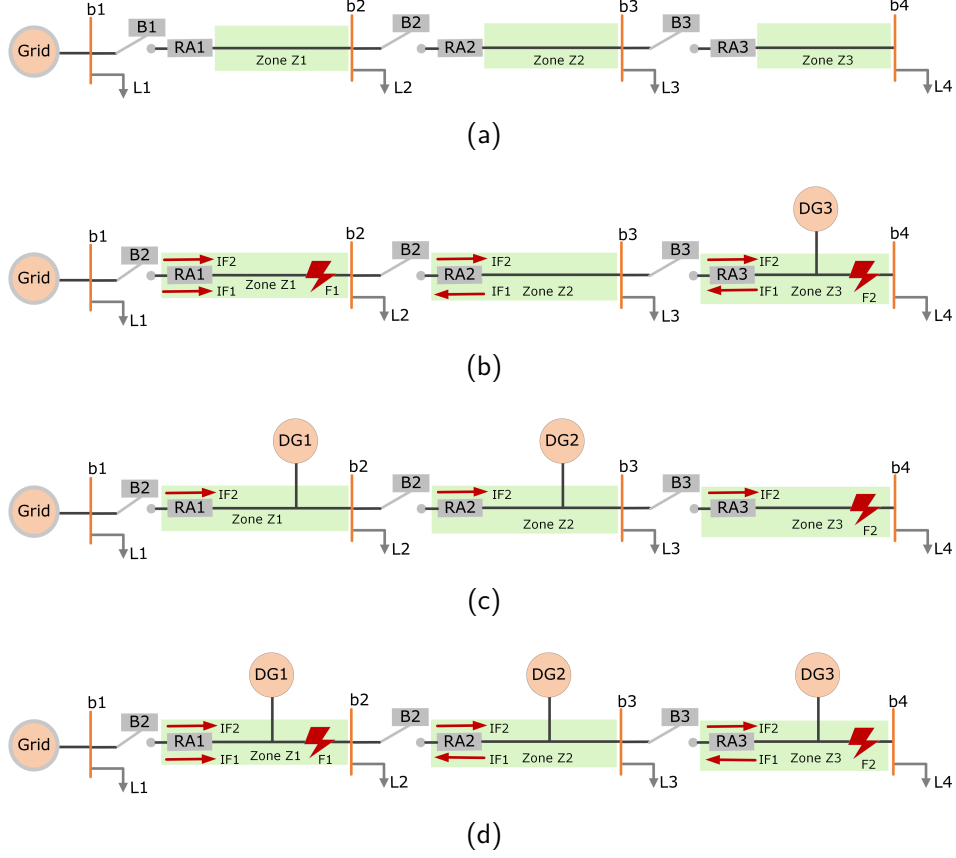 b1 b2 b3 b4
B1 B2 B3
Grid RA1 RA2 RA3
Zone Z1 Zone Z2 Zone Z3
L1 L2 L3 L4
(a)
DG3
b1 b2 b3 b4
B2 B2 B3
IF2 IF2 IF2
Grid RA1 RA2 RA3
IF1 Zone Z1 F1 IF1 Zone Z2 IF1 Zone Z3 F2
L1 L2 L3 L4
(b)
DG1 DG2
b1 b2 b3 b4
B2 B2 B3
IF2 IF2 IF2
Grid RA1 RA2 RA3
Zone Z1 Zone Z2 Zone Z3 F2
L1 L2 L3 L4
(c)
DG1 DG2 DG3
b1 b2 b3 b4
B2 B2 B3
IF2 IF2 IF2
Grid RA1 RA2 RA3
IF1 Zone Z1 F1 IF1 Zone Z2 IF1 Zone Z3 F2
L1 L2 L3 L4
(d)